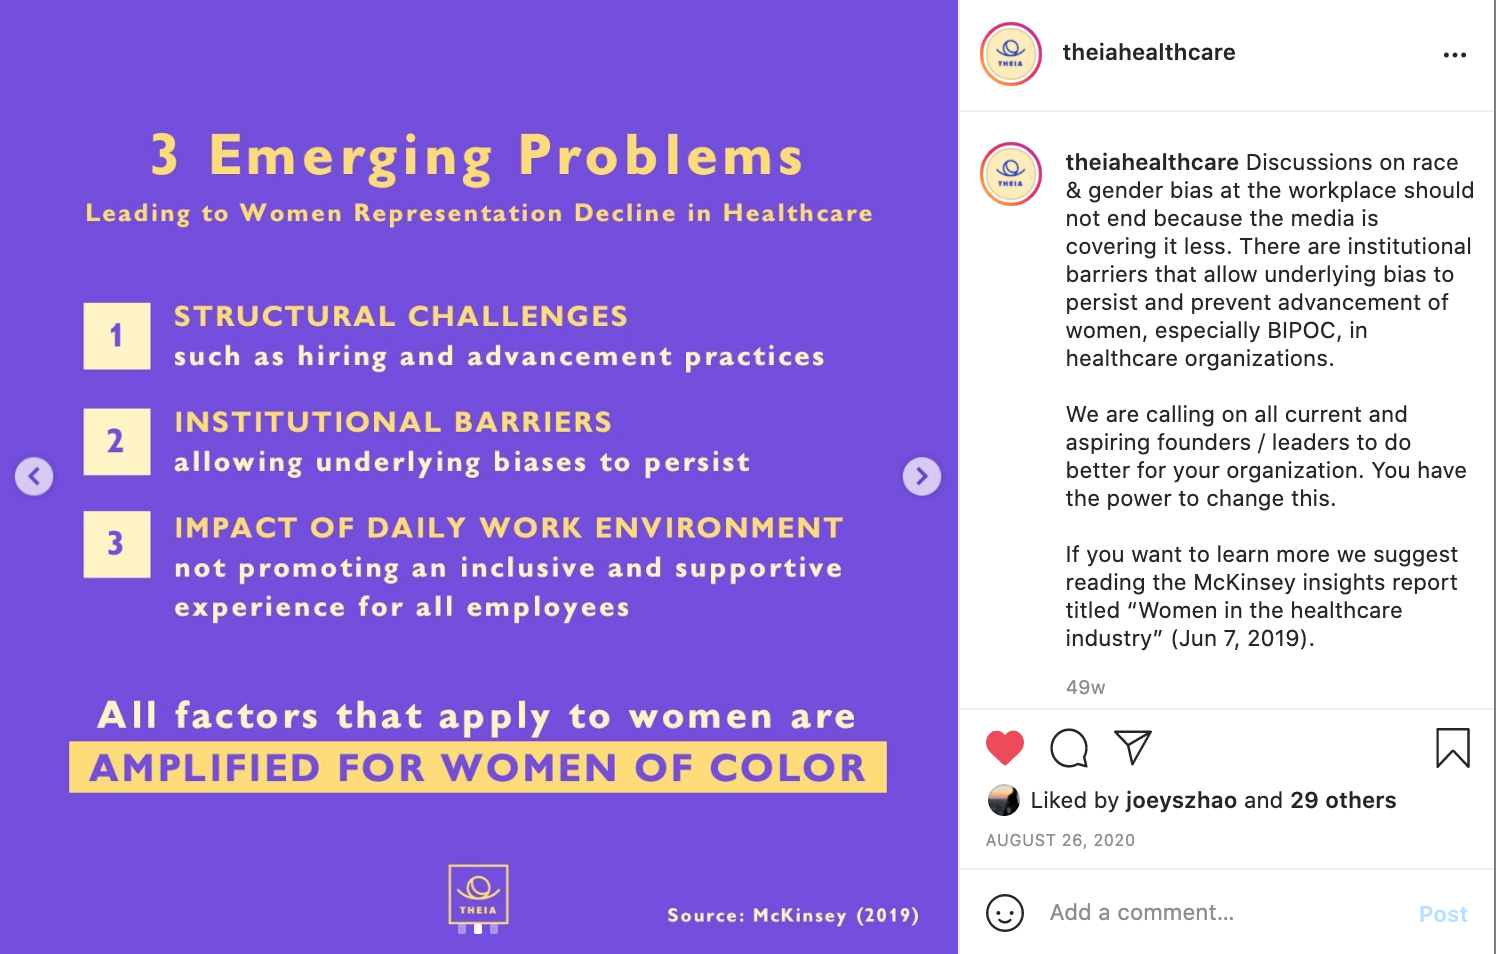 3 Emerging Problems
Leading to Women Representation Decline in Healthcare
1
STRUCTURAL CHALLENGES
such as hiring and advancement practices
2
INSTITUTIONAL BARRIERS
allowing underlying biases to persist
3
IMPACT OF DAILY WORK ENVIRONMENT
not promoting an inclusive and supportive
experience for all employees
All factors that apply to women are
AMPLIFIED FOR WOMEN OF COLOR
THEIA
Source: McKinsey (2019)
THEIA
theiahealthcare
THEIA
theiahealthcare Discussions on race
& gender bias at the workplace should
not end because the media is
covering it less. There are institutional
barriers that allow underlying bias to
persist and prevent advancement of
women, especially BIPOC, in
healthcare organizations.
We are calling on all current and
aspiring founders / leaders to do
better for your organization. You have
the power to change this.
If you want to learn more we suggest
reading the McKinsey insights report
titled “Women in the healthcare
industry” (Jun 7, 2019).
49w
Liked by joeyszhao and 29 others
AUGUST 26, 2020
Add a comment...
Post